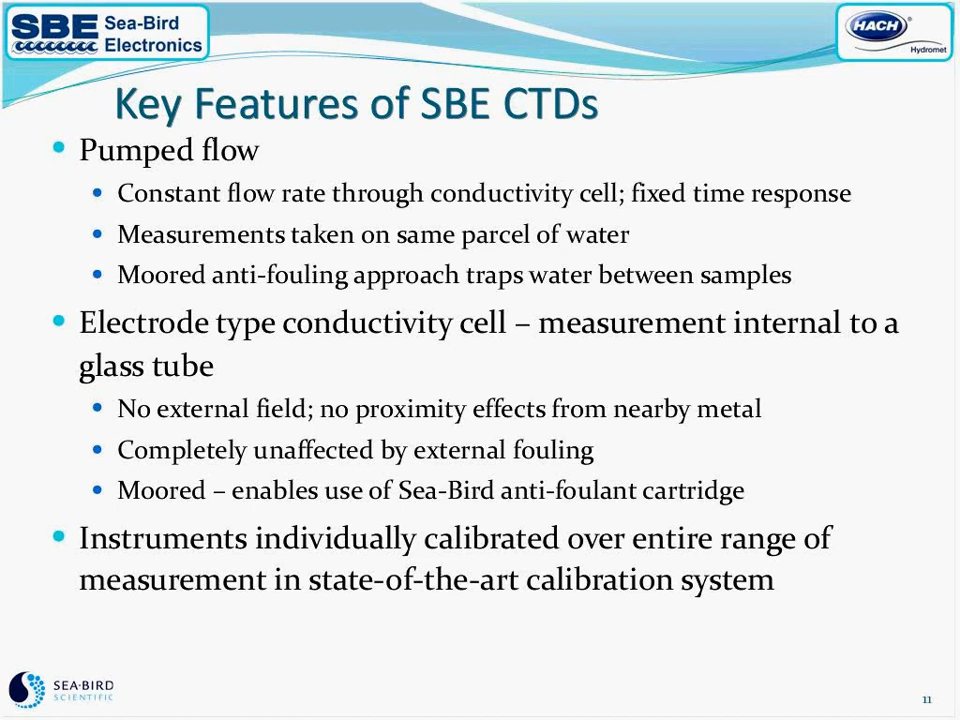 SBE Sea-Bird
Electronics
HACH
Hydromet
Key Features of SBE CTDs
• Pumped flow
• Constant flow rate through conductivity cell; fixed time response
• Measurements taken on same parcel of water
• Moored anti-fouling approach traps water between samples
• Electrode type conductivity cell – measurement internal to a
glass tube
• No external field; no proximity effects from nearby metal
• Completely unaffected by external fouling
• Moored – enables use of Sea-Bird anti-foulant cartridge
• Instruments individually calibrated over entire range of
measurement in state-of-the-art calibration system
SEA·BIRD
SCIENTIFIC
11